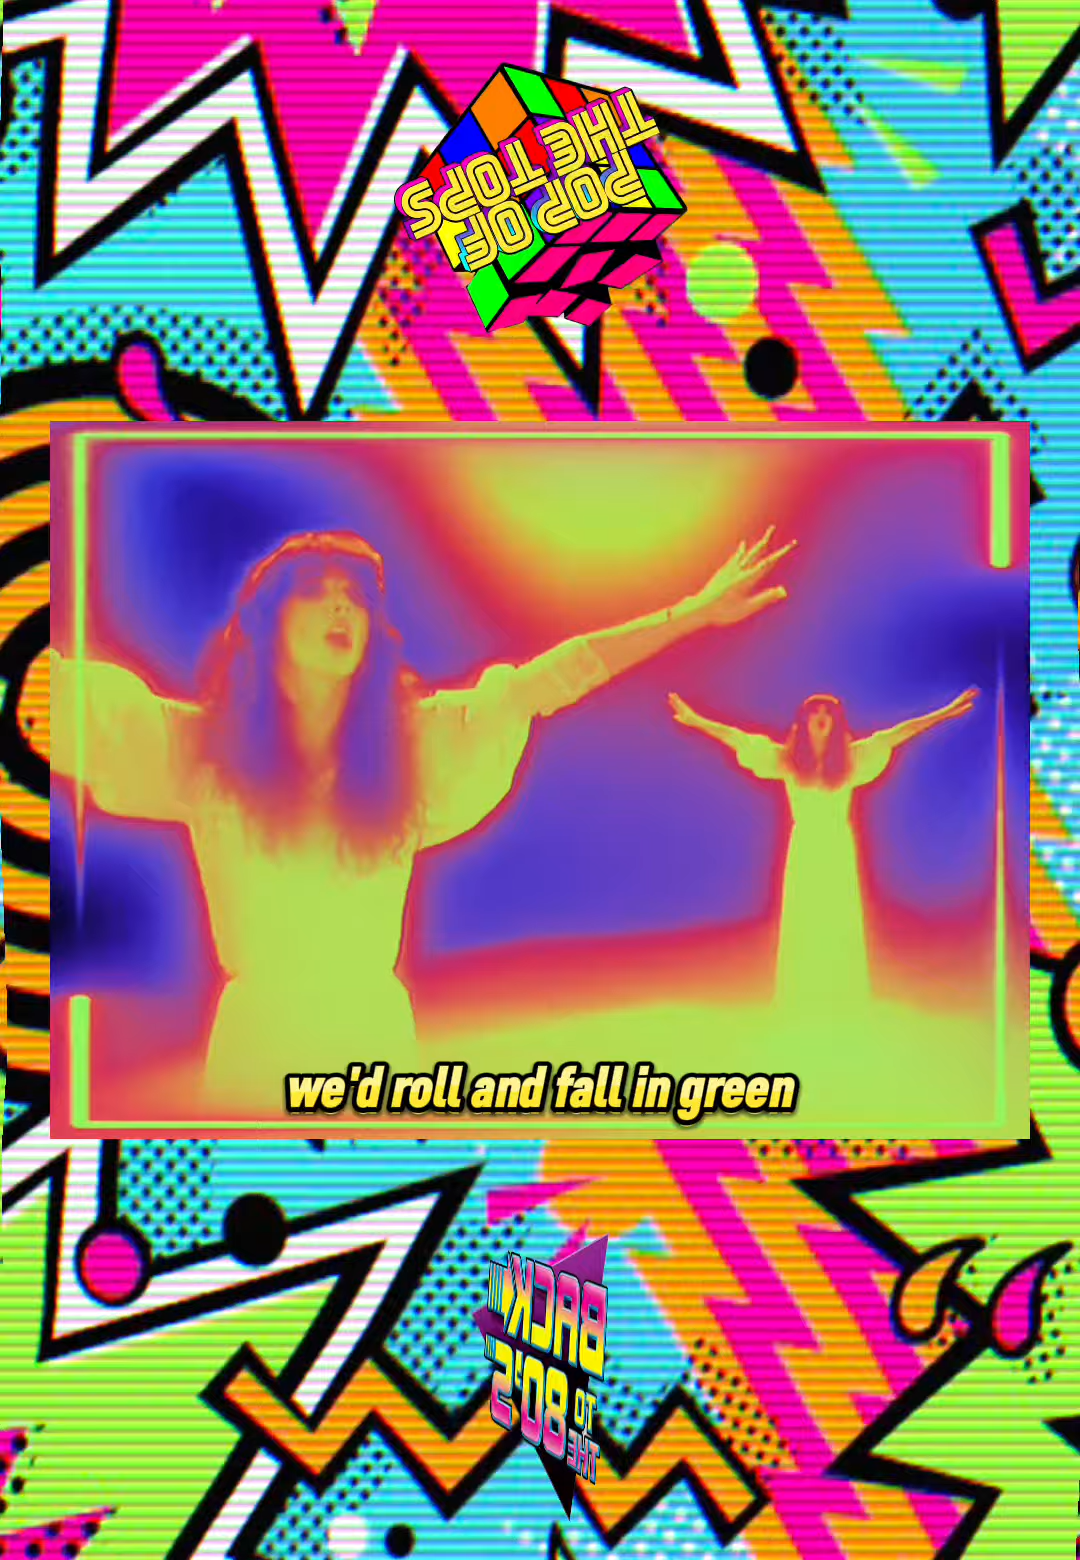 POP OF
THE TOPS
we'd roll and fall in green
BACK
TO
THE
80'S